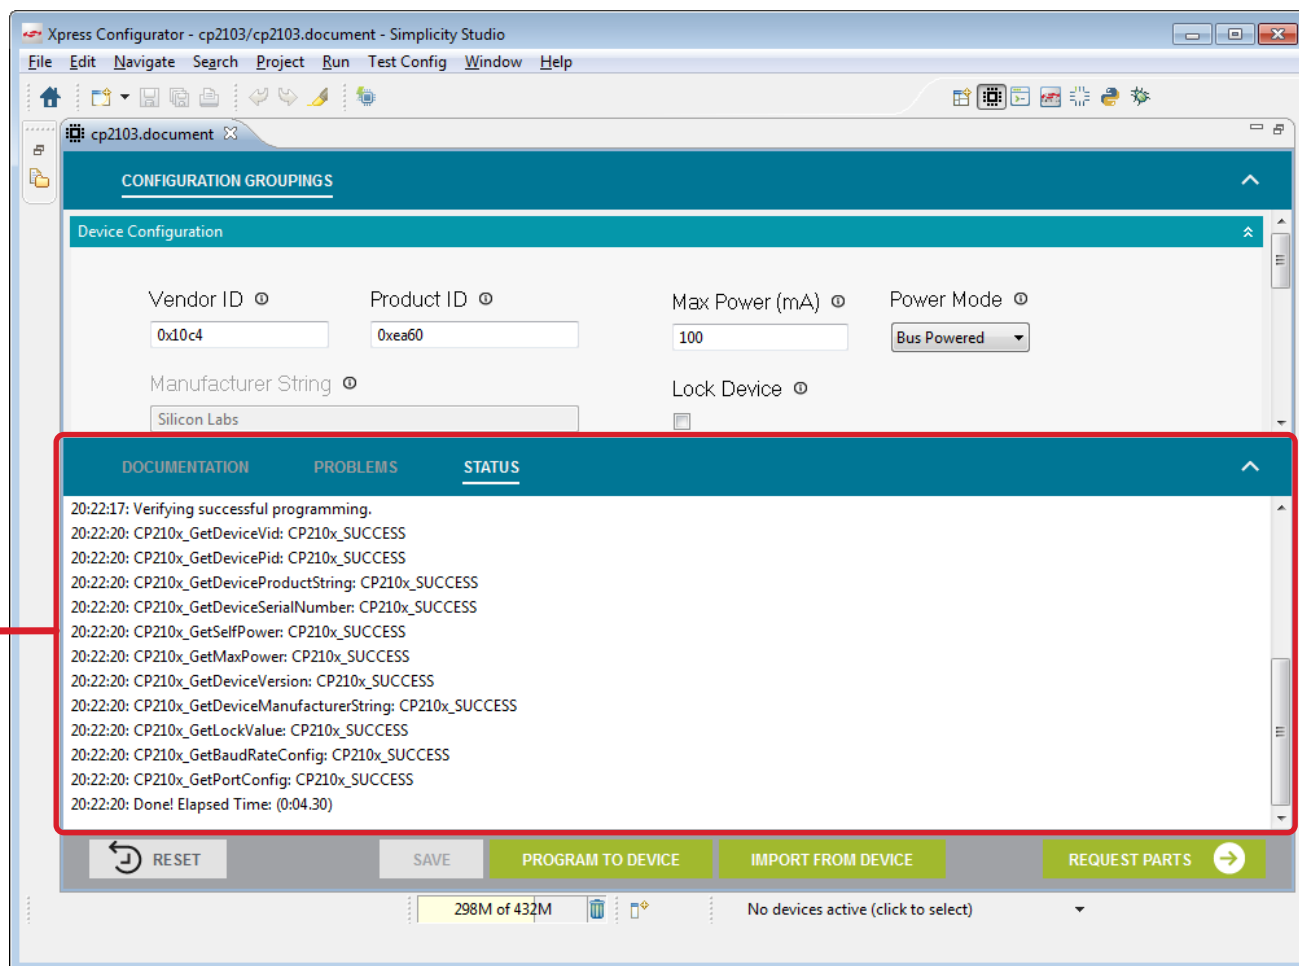 Xpress Configurator - cp2103/cp2103.document - Simplicity Studio
File Edit Navigate Search Project Run Test Config Window Help
cp2103.document
CONFIGURATION GROUPINGS
Device Configuration
Vendor ID Product ID Max Power (mA) Power Mode
0x10c4 0xea60 100 Bus Powered
Manufacturer String Lock Device
Silicon Labs
DOCUMENTATION PROBLEMS STATUS
20:22:17: Verifying successful programming.
20:22:20: CP210x_GetDeviceVid: CP210x_SUCCESS
20:22:20: CP210x_GetDevicePid: CP210x_SUCCESS
20:22:20: CP210x_GetDeviceProductString: CP210x_SUCCESS
20:22:20: CP210x_GetDeviceSerialNumber: CP210x_SUCCESS
20:22:20: CP210x_GetSelfPower: CP210x_SUCCESS
20:22:20: CP210x_GetMaxPower: CP210x_SUCCESS
20:22:20: CP210x_GetDeviceVersion: CP210x_SUCCESS
20:22:20: CP210x_GetDeviceManufacturerString: CP210x_SUCCESS
20:22:20: CP210x_GetLockValue: CP210x_SUCCESS
20:22:20: CP210x_GetBaudRateConfig: CP210x_SUCCESS
20:22:20: CP210x_GetPortConfig: CP210x_SUCCESS
20:22:20: Done! Elapsed Time: (0:04.30)
RESET SAVE PROGRAM TO DEVICE IMPORT FROM DEVICE REQUEST PARTS
298M of 432M No devices active (click to select)